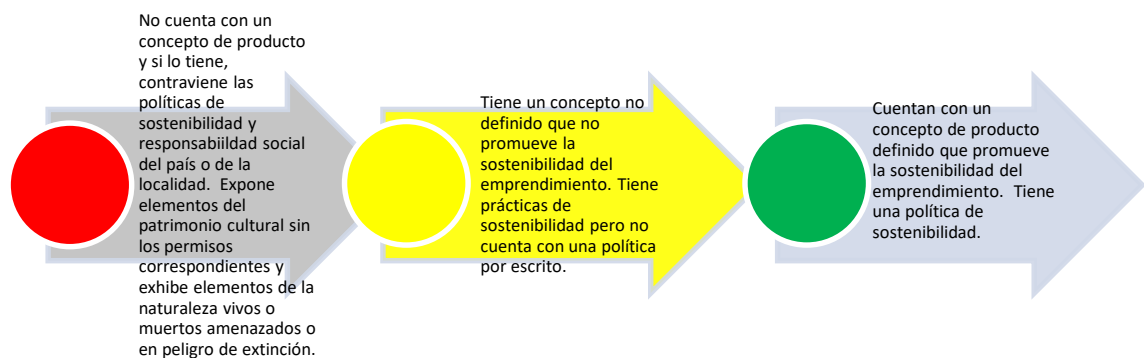 No cuenta con un
concepto de producto
y si lo tiene,
contraviene las
políticas de
sostenibilidad y
responsabiildad social
del país o de la
localidad. Expone
elementos del
patrimonio cultural sin
los permisos
correspondientes y
exhibe elementos de la
naturaleza vivos o
muertos amenazados o
en peligro de extinción.
Tiene un concepto no
definido que no
promueve la
sostenibilidad del
emprendimiento. Tiene
prácticas de
sostenibilidad pero no
cuenta con una política
por escrito.
Cuentan con un
concepto de producto
definido que promueve
la sostenibilidad del
emprendimiento. Tiene
una política de
sostenibilidad.